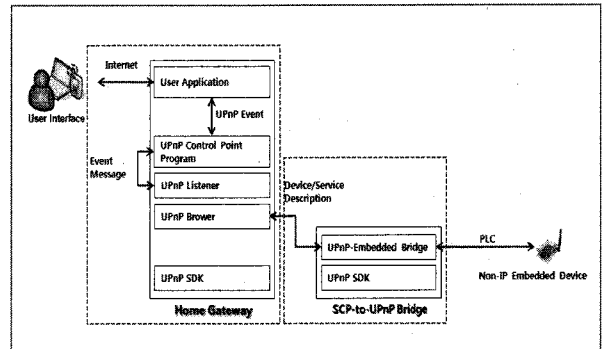 Internet
User Application
User Interface
UPnP Event
UPnP Control Point
Program
Event
Message
UPnP Listener
Device/Service
Description
UPnP Brower
UPnP-Embedded Bridge
PLC
UPnP SDK
UPnP SDK
Non-IP Embedded Device
Home Gateway
SCP-to-UPnP Bridge